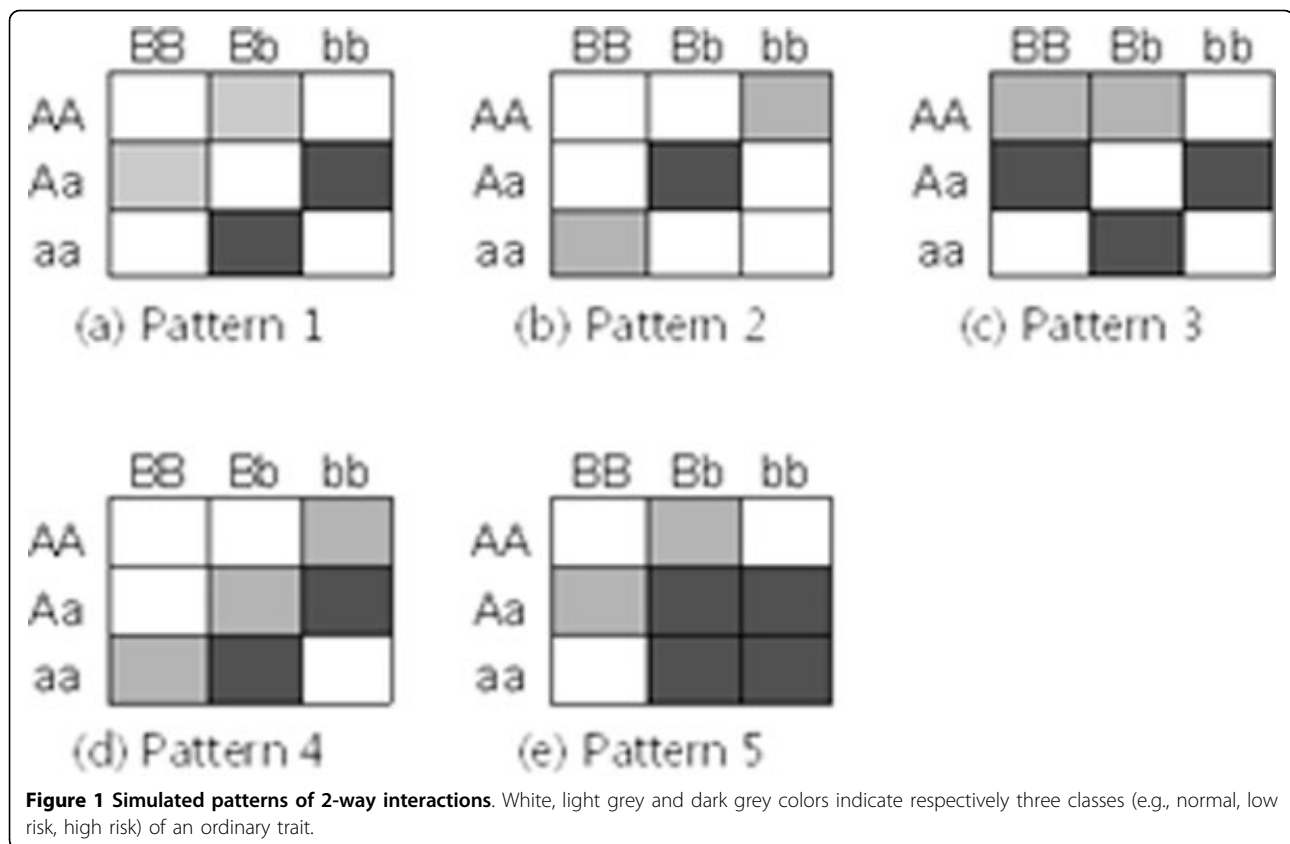 BB Bb bb
AA
Aa
aa
(a) Pattern 1
BB Bb bb
AA
Aa
aa
(b) Pattern 2
BB Bb bb
AA
Aa
aa
(c) Pattern 3
BB Bb bb
AA
Aa
aa
(d) Pattern 4
BB Bb bb
AA
Aa
aa
(e) Pattern 5
Figure 1 Simulated patterns of 2-way interactions. White, light grey and dark grey colors indicate respectively three classes (e.g., normal, low
risk, high risk) of an ordinary trait.